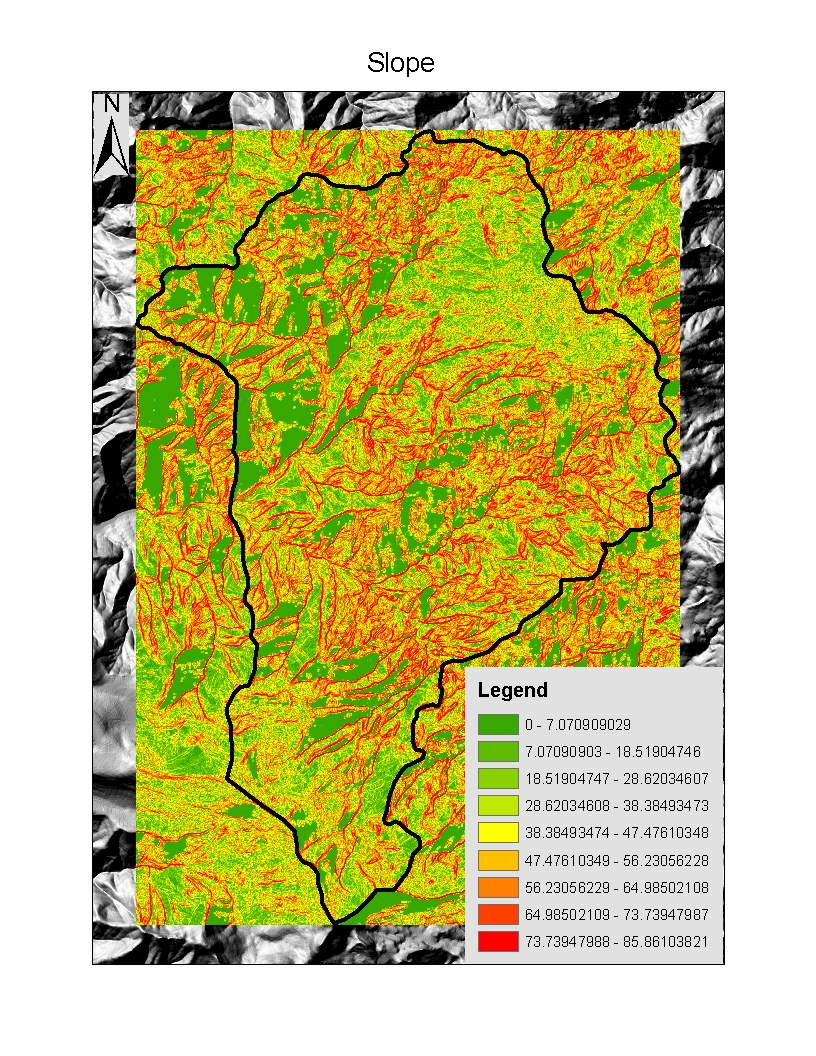 Slope
N
Legend
0 - 7.070909029
7.07090903 - 18.51904746
18.51904747 - 28.62034607
28.62034608 - 38.38493473
38.38493474 - 47.47610348
47.47610349 - 56.23056228
56.23056229 - 64.98502108
64.98502109 - 73.73947987
73.73947988 - 85.86103821